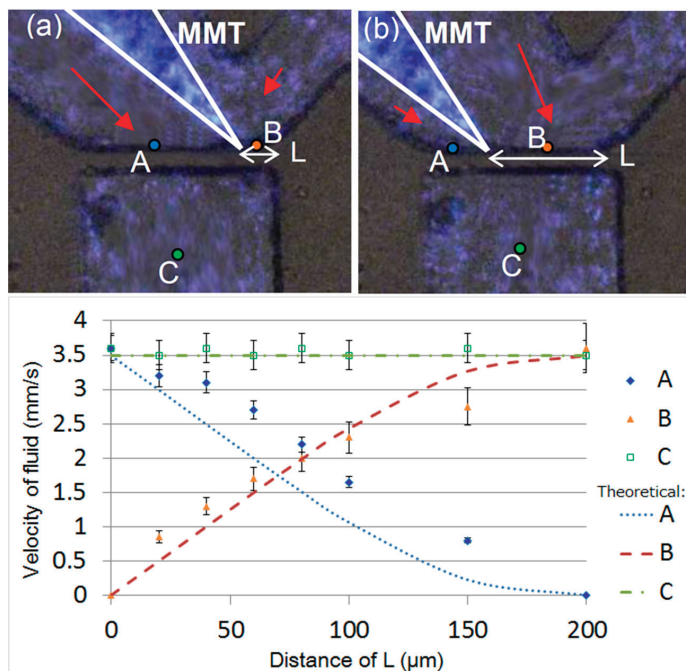 (a)
MMT
A
B
L
C
(b)
MMT
A
B
L
C
4
3.5
3
2.5
2
1.5
1
0.5
0
Velocity of fluid (mm/s)
0 50 100 150 200
Distance of L (μm)
A
B
C
Theoretical:
A
B
C